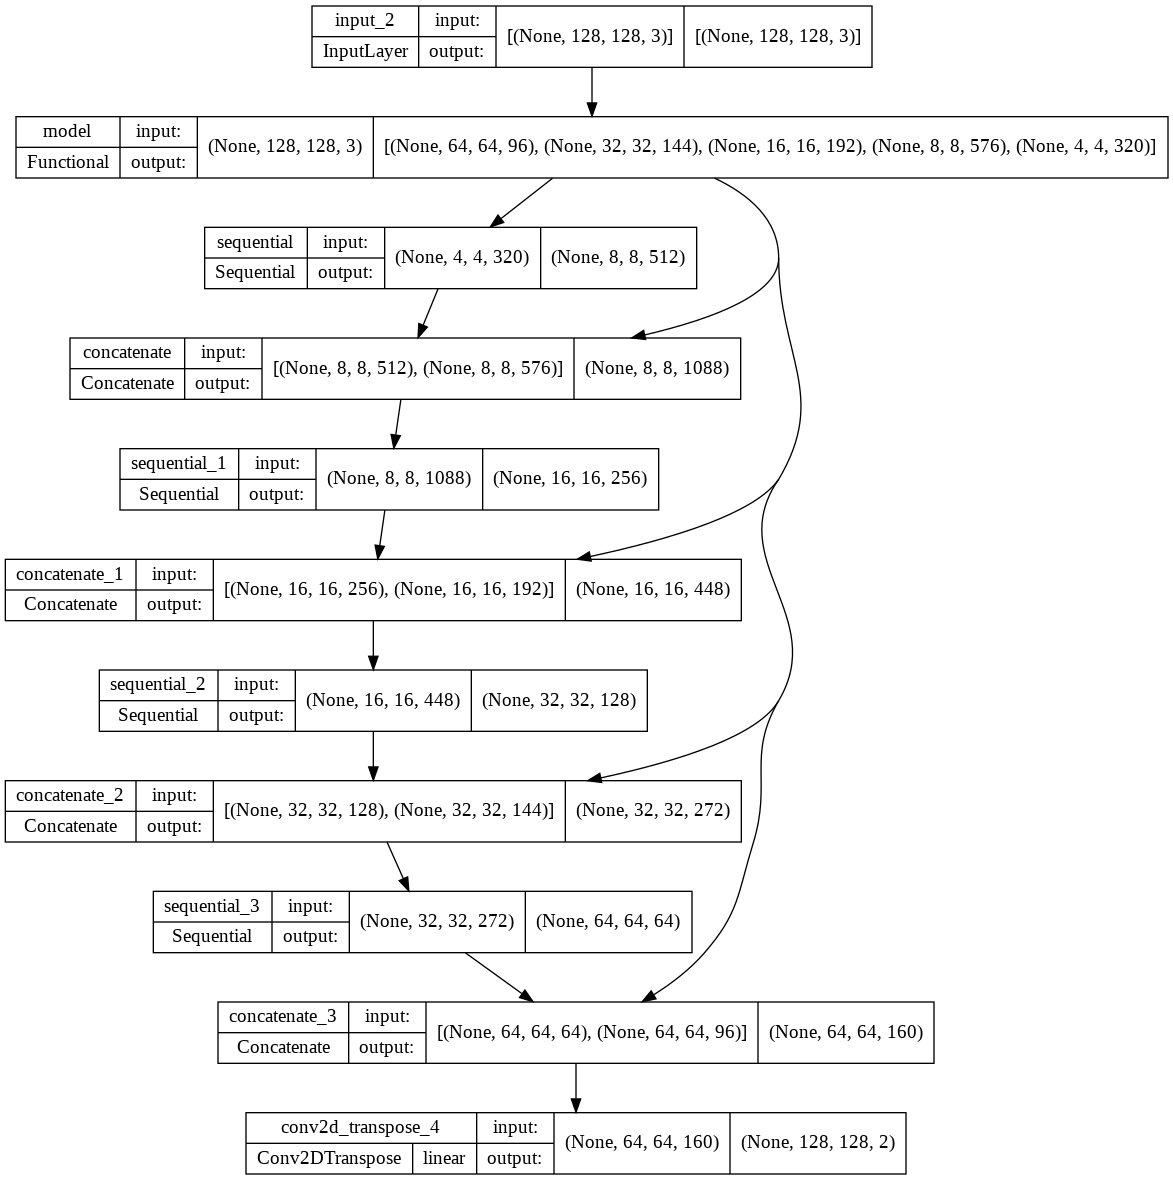 input_2 input: [(None, 128, 128, 3)] [(None, 128, 128, 3)]
InputLayer output:
model input: (None, 128, 128, 3) [(None, 64, 64, 96), (None, 32, 32, 144), (None, 16, 16, 192), (None, 8, 8, 576), (None, 4, 4, 320)]
Functional output:
sequential input: (None, 4, 4, 320) (None, 8, 8, 512)
Sequential output:
concatenate input: [(None, 8, 8, 512), (None, 8, 8, 576)] (None, 8, 8, 1088)
Concatenate output:
sequential_1 input: (None, 8, 8, 1088) (None, 16, 16, 256)
Sequential output:
concatenate_1 input: [(None, 16, 16, 256), (None, 16, 16, 192)] (None, 16, 16, 448)
Concatenate output:
sequential_2 input: (None, 16, 16, 448) (None, 32, 32, 128)
Sequential output:
concatenate_2 input: [(None, 32, 32, 128), (None, 32, 32, 144)] (None, 32, 32, 272)
Concatenate output:
sequential_3 input: (None, 32, 32, 272) (None, 64, 64, 64)
Sequential output:
concatenate_3 input: [(None, 64, 64, 64), (None, 64, 64, 96)] (None, 64, 64, 160)
Concatenate output:
conv2d_transpose_4 input: (None, 64, 64, 160) (None, 128, 128, 2)
Conv2DTranspose linear output: